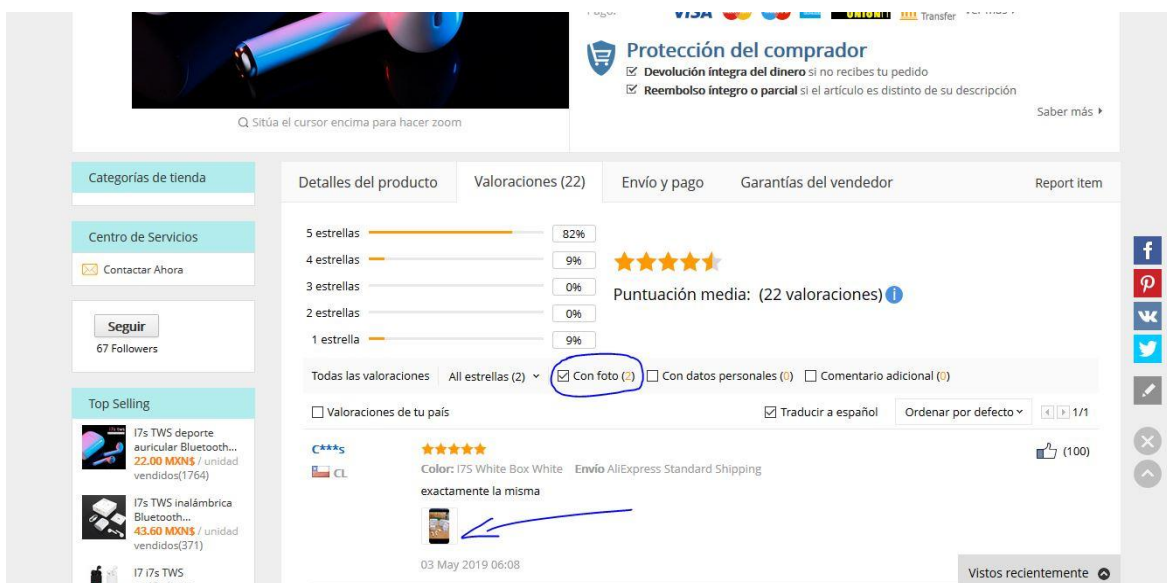 VISA
Transfer
Protección del comprador
Devolución íntegra del dinero si no recibes tu pedido
Reembolso íntegro o parcial si el artículo es distinto de su descripción
Saber más
Sitúa el cursor encima para hacer zoom
Categorías de tienda
Centro de Servicios
Contactar Ahora
Seguir
67 Followers
Top Selling
I7s TWS deporte
auricular Bluetooth...
22.00 MXN$ / unidad
vendidos(1764)
I7s TWS inalámbrica
Bluetooth...
43.60 MXN$ / unidad
vendidos(371)
I7 i7s TWS
Detalles del producto Valoraciones (22) Envío y pago Garantías del vendedor Report item
5 estrellas 82%
4 estrellas 9%
3 estrellas 0%
2 estrellas 0%
1 estrella 9%
Puntuación media: (22 valoraciones)
Todas las valoraciones All estrellas (2) Con foto (2) Con datos personales (0) Comentario adicional (0)
Valoraciones de tu país Traducir a español Ordenar por defecto 1/1
C***s
CL
Color: I7S White Box White Envío AliExpress Standard Shipping
exactamente la misma
03 May 2019 06:08
(100)
Vistos recientemente